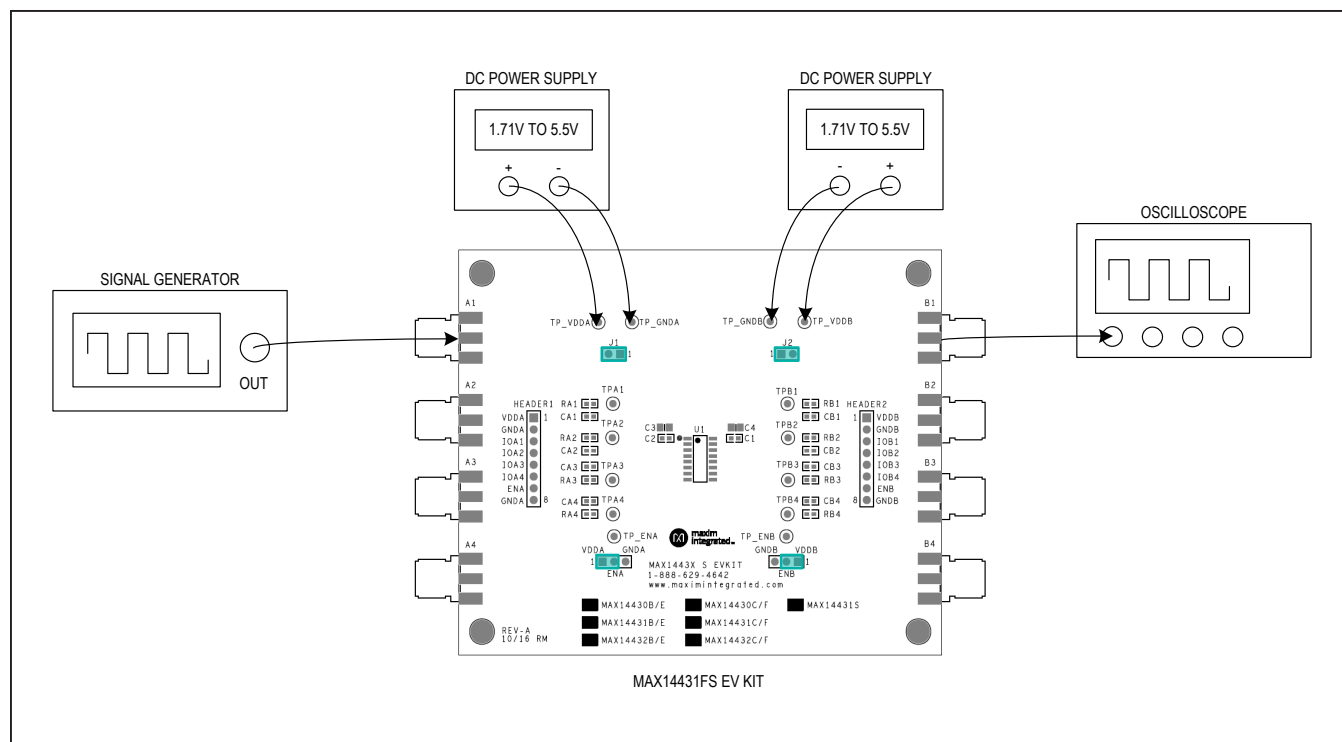 DC POWER SUPPLY
1.71V TO 5.5V
+ -
DC POWER SUPPLY
1.71V TO 5.5V
- +
OSCILLOSCOPE
SIGNAL GENERATOR
OUT
A1
TP_VDDA
TP_GNDA
TP_GNDB
TP_VDDB
B1
J1
1
J2
1
A2
HEADER1
VDDA 1
GNDA
IOA1
IOA2
IOA3
IOA4
ENA
GNDA 8
RA1
CA1
RA2
CA2
CA3
RA3
CA4
RA4
TPA1
TPA2
TPA3
TPA4
C3
C2
U1
C4
C1
TPB1
TPB2
TPB3
TPB4
RB1
CB1
RB2
CB2
CB3
RB3
CB4
RB4
B2
HEADER2
1 VDDB
GNDB
IOB1
IOB2
IOB3
IOB4
ENB
8 GNDB
A3
B3
A4
B4
TP_ENA
maxim
integrated™
TP_ENB
VDDA GNDA
1
ENA
GNDB VDDB
1
ENB
MAX1443X S EVKIT
1-888-629-4642
www.maximintegrated.com
MAX14430B/E MAX14430C/F MAX14431S
MAX14431B/E MAX14431C/F
MAX14432B/E MAX14432C/F
REV-A
10/16 RM
MAX14431FS EV KIT